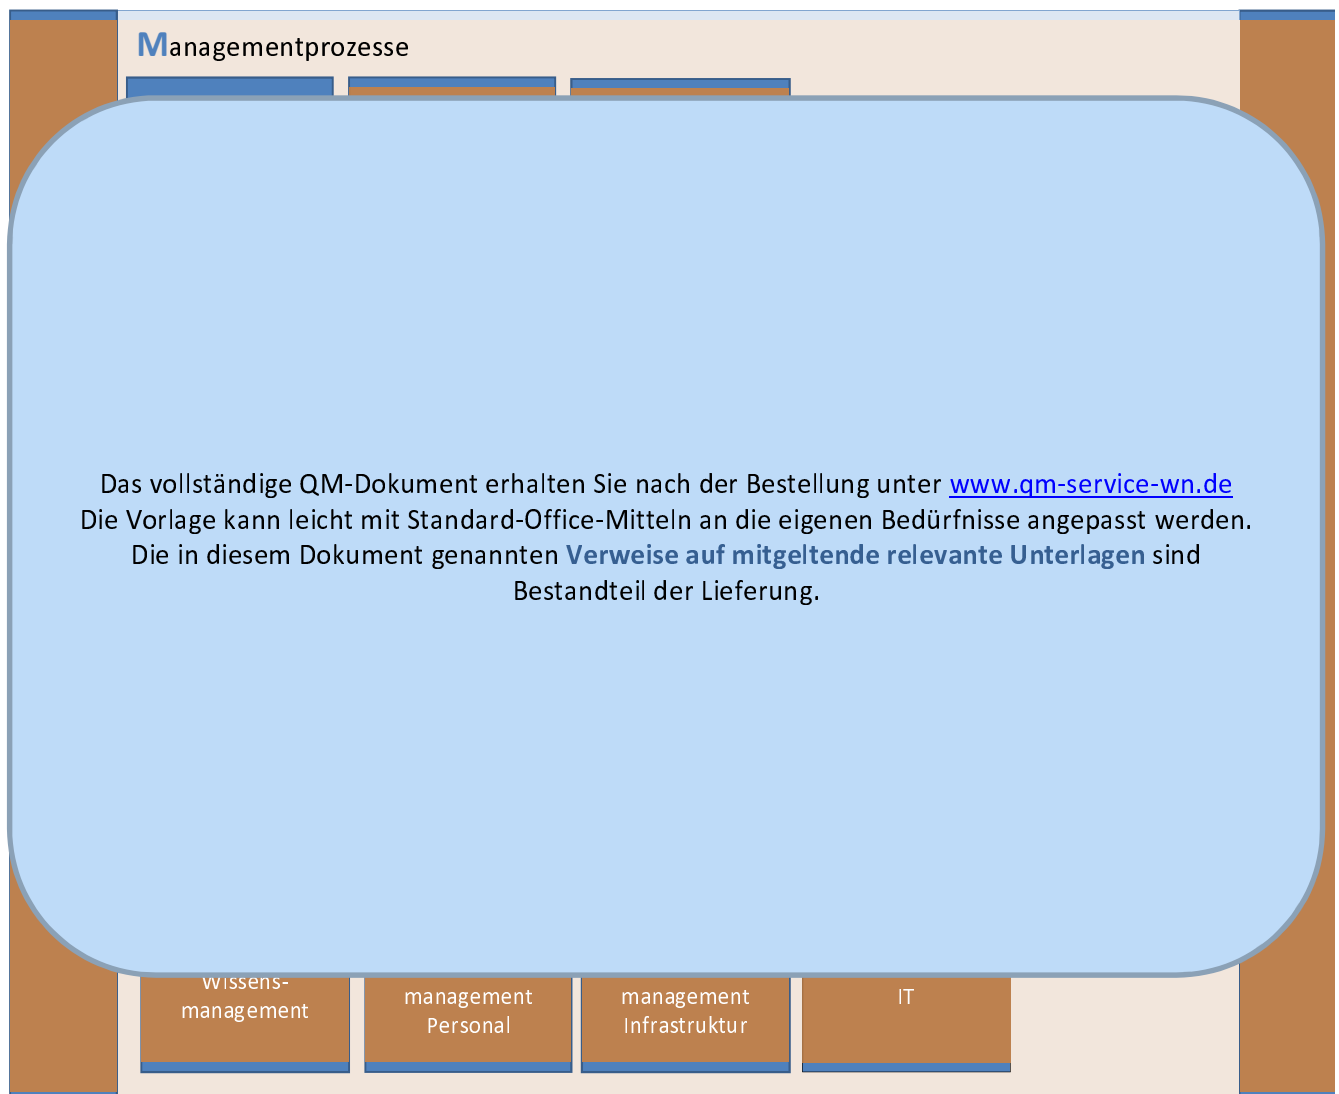 Managementprozesse
Das vollständige QM-Dokument erhalten Sie nach der Bestellung unter www.qm-service-wn.de
Die Vorlage kann leicht mit Standard-Office-Mitteln an die eigenen Bedürfnisse angepasst werden.
Die in diesem Dokument genannten Verweise auf mitgeltende relevante Unterlagen sind
Bestandteil der Lieferung.
Wissens-
management
management
Personal
management
Infrastruktur
IT